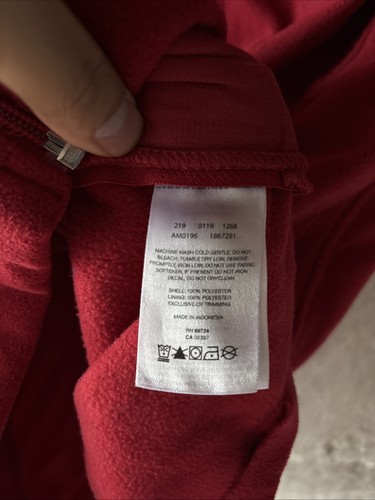 219 0119 1268
AM0196 1867291
MACHINE WASH COLD GENTLE, DO NOT
BLEACH, TUMBLE DRY LOW, REMOVE
PROMPTLY, IRON LOW, DO NOT USE FABRIC
SOFTENER, IF PRESENT DO NOT IRON
DECAL, DO NOT DRYCLEAN
SHELL: 100% POLYESTER
LINING: 100% POLYESTER
EXCLUSIVE OF TRIMMING
MADE IN INDONESIA
RN 69724
CA 05367